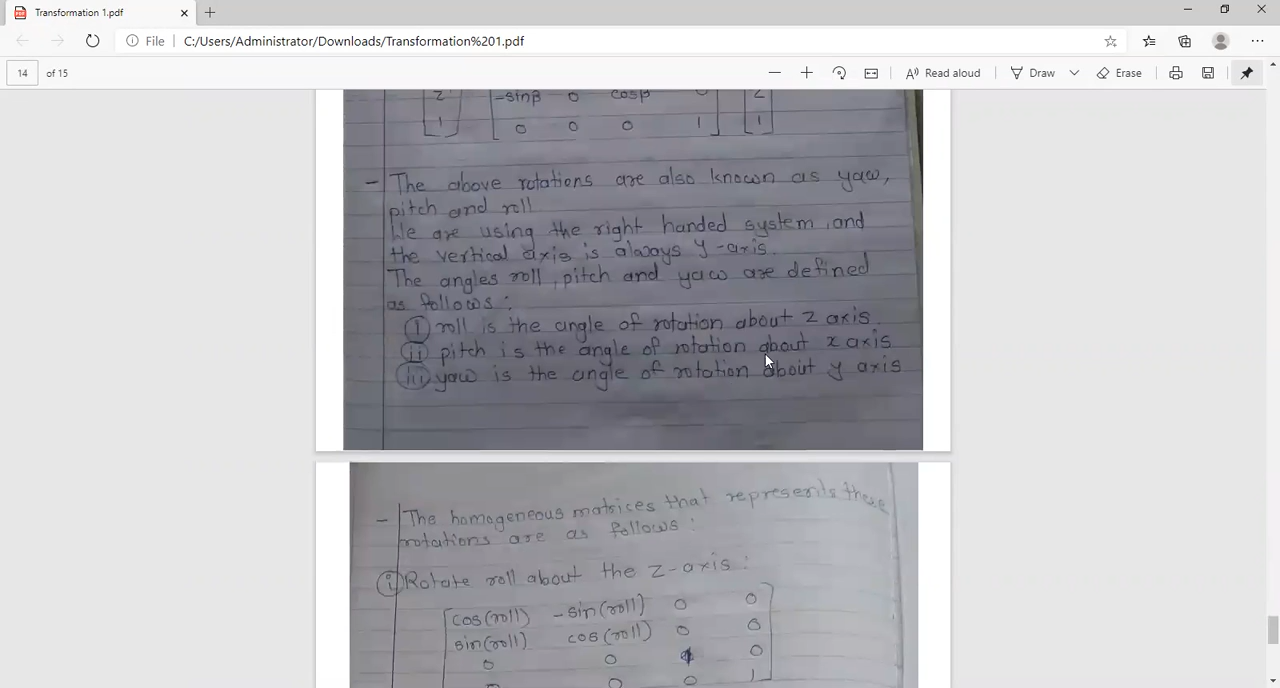 Transformation 1.pdf
File
C:/Users/Administrator/Downloads/Transformation%201.pdf
14 of 15
Read aloud
Draw
Erase
-sinβ 0 cosβ
1 0 0 0 1 1
- The above rotations are also known as yaw,
pitch and roll
We are using the right handed system, and
the vertical axis is always y-axis.
The angles roll, pitch and yaw are defined
as follows:
(i) roll is the angle of rotation about z axis.
(ii) pitch is the angle of rotation about x axis
(iii) yaw is the angle of rotation about y axis
- The homogeneous matrices that represents these
rotations are as follows:
(i) Rotate roll about the z-axis:
cos(roll) -sin(roll) 0 0
sin(roll) cos(roll) 0 0
0 0 1 0
0 0 1